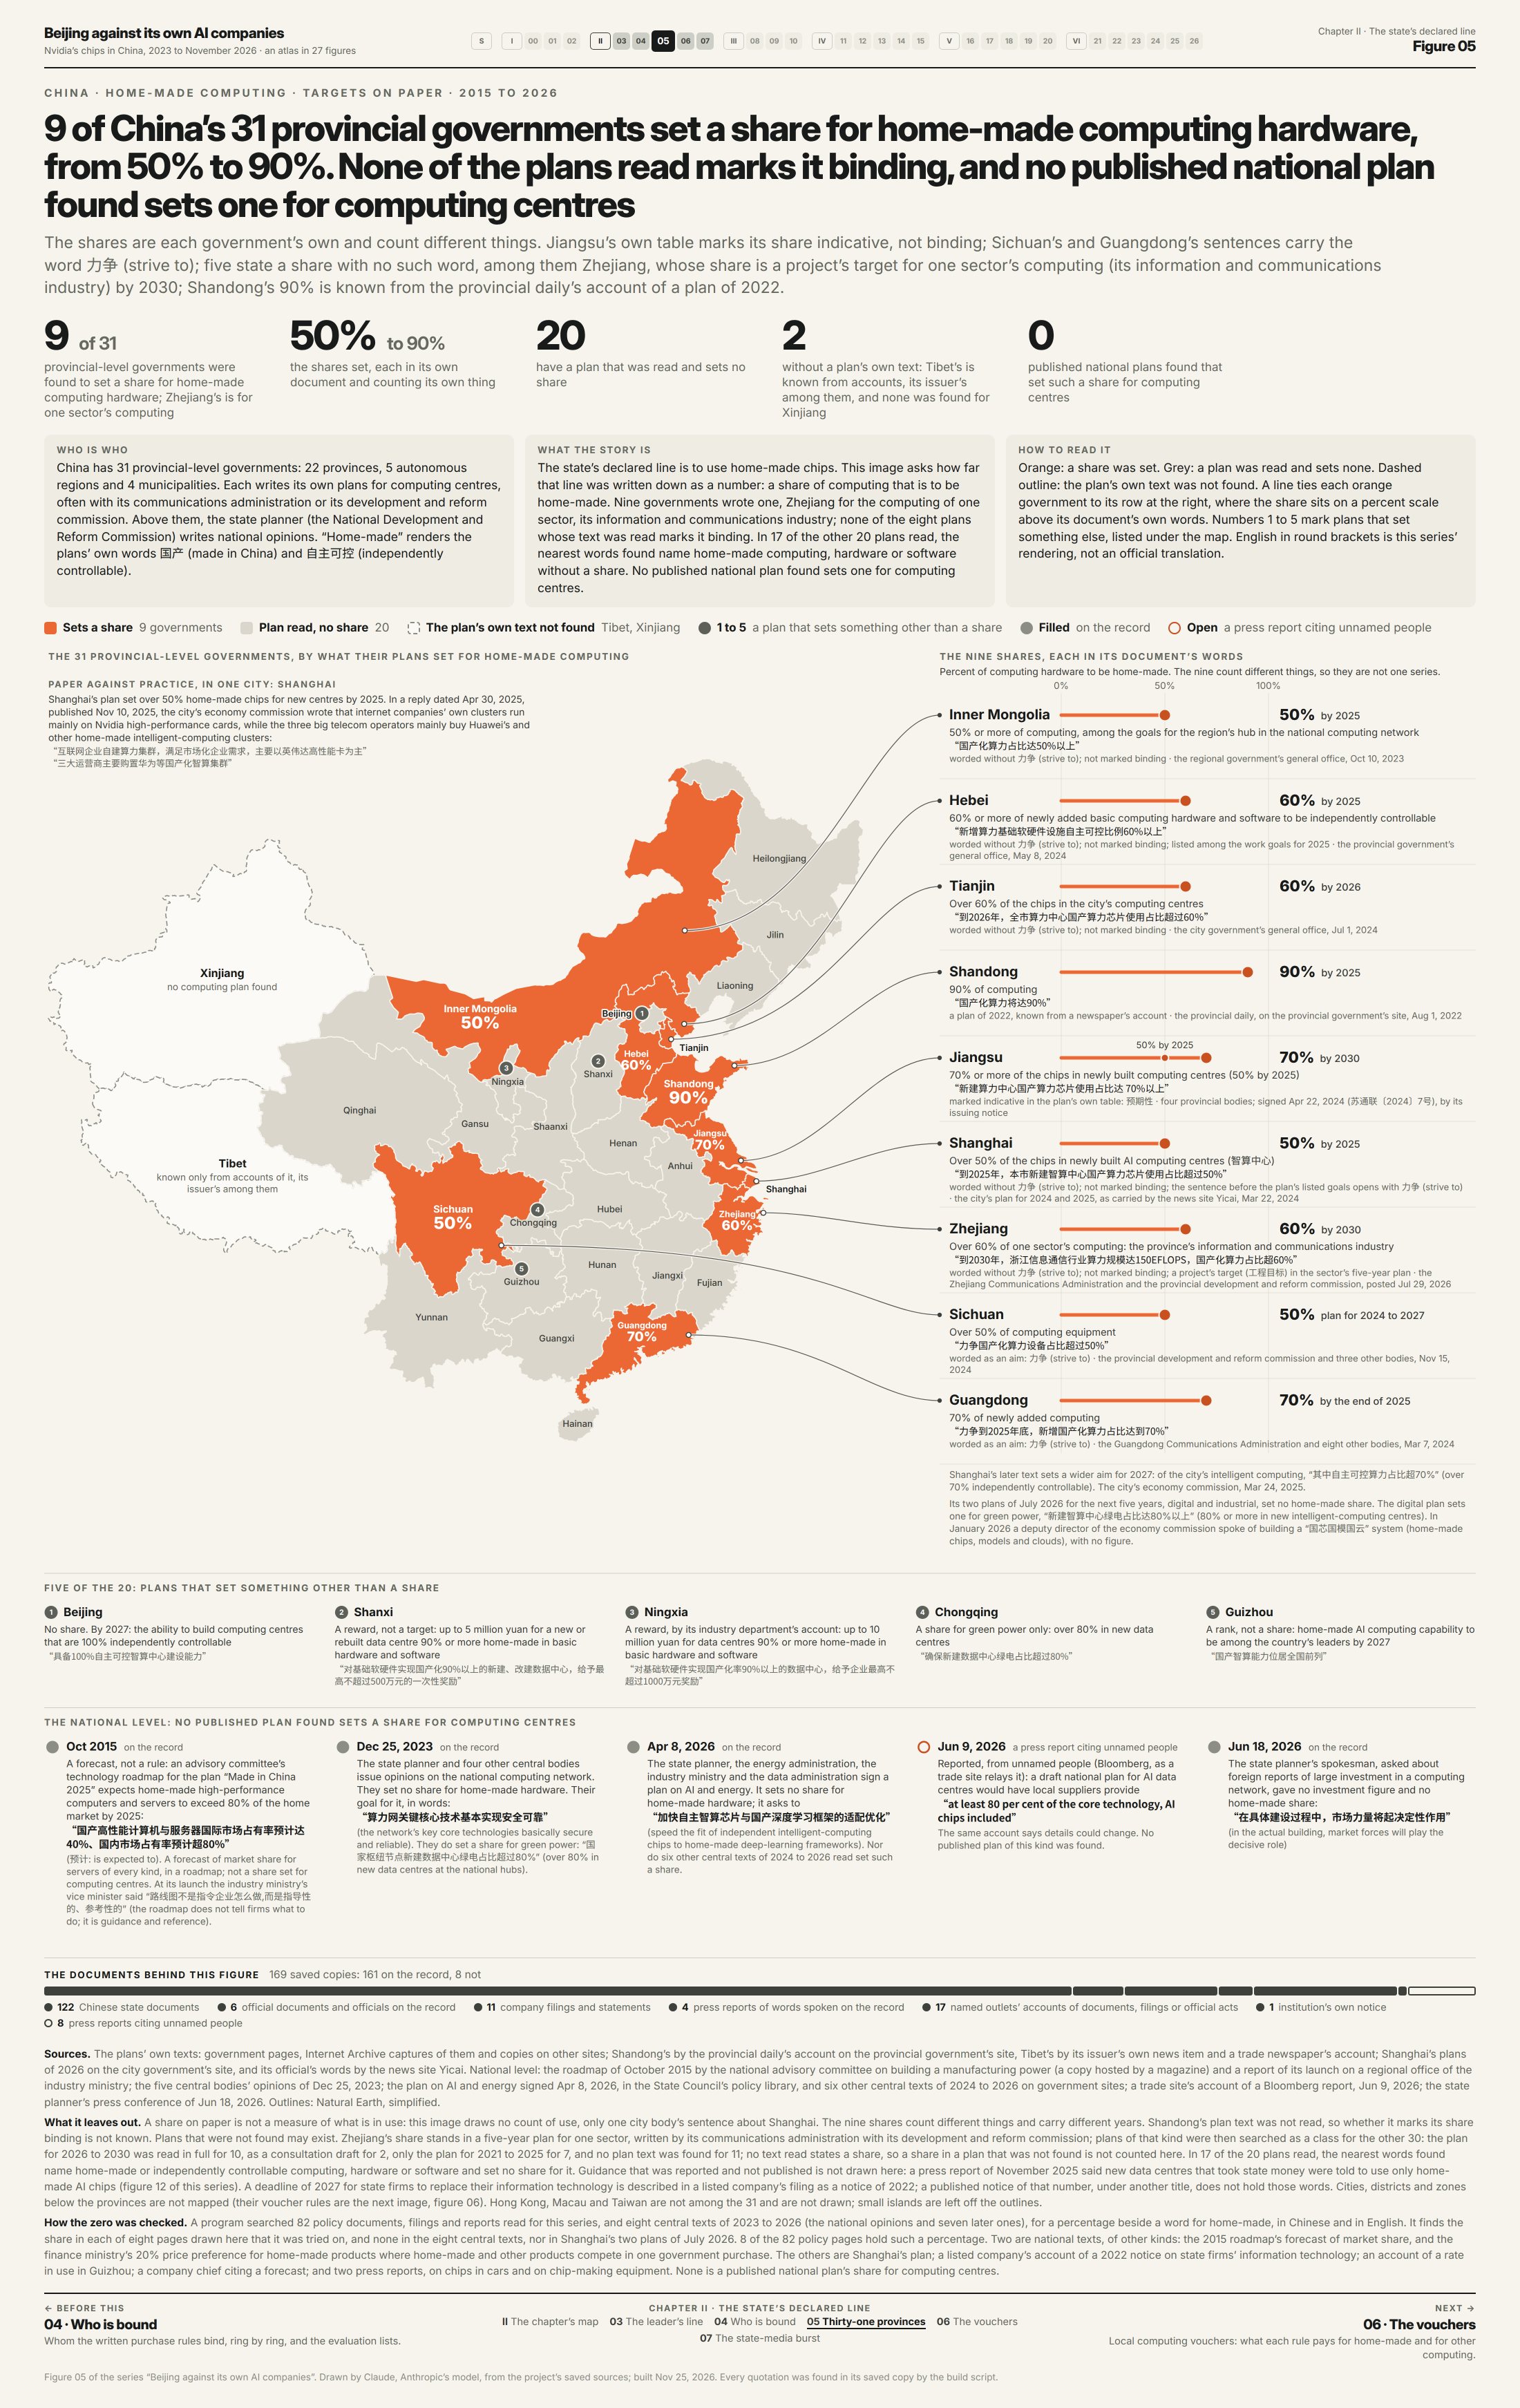 Beijing against its own AI companies
Nvidia's chips in China, 2023 to November 2026 · an atlas in 27 figures
S I 00 01 02 II 03 04 05 06 07 III 08 09 10 IV 11 12 13 14 15 V 16 17 18 19 20 VI 21 22 23 24 25 26
Chapter II · The state's declared line
Figure 05
CHINA · HOME-MADE COMPUTING · TARGETS ON PAPER · 2015 TO 2026
9 of China's 31 provincial governments set a share for home-made computing hardware,
from 50% to 90%. None of the plans read marks it binding, and no published national plan
found sets one for computing centres
The shares are each government's own and count different things. Jiangsu's own table marks its share indicative, not binding; Sichuan's and Guangdong's sentences carry the
word 力争 (strive to); five state a share with no such word, among them Zhejiang, whose share is a project's target for one sector's computing (its information and communications
industry) by 2030; Shandong's 90% is known from the provincial daily's account of a plan of 2022.
9 of 31
provincial-level governments were
found to set a share for home-made
computing hardware; Zhejiang's is for
one sector's computing
50% to 90%
the shares set, each in its own
document and counting its own thing
20
have a plan that was read and sets no
share
2
without a plan's own text: Tibet's is
known from accounts, its issuer's
among them, and none was found for
Xinjiang
0
published national plans found that
set such a share for computing
centres
WHO IS WHO
China has 31 provincial-level governments: 22 provinces, 5 autonomous
regions and 4 municipalities. Each writes its own plans for computing centres,
often with its communications administration or its development and reform
commission. Above them, the state planner (the National Development and
Reform Commission) writes national opinions. "Home-made" renders the
plans' own words 国产 (made in China) and 自主可控 (independently
controllable).
WHAT THE STORY IS
The state's declared line is to use home-made chips. This image asks how far
that line was written down as a number: a share of computing that is to be
home-made. Nine governments wrote one, Zhejiang for the computing of one
sector, its information and communications industry; none of the eight plans
whose text was read marks it binding. In 17 of the other 20 plans read, the
nearest words found name home-made computing, hardware or software
without a share. No published national plan found sets one for computing
centres.
HOW TO READ IT
Orange: a share was set. Grey: a plan was read and sets none. Dashed
outline: the plan's own text was not found. A line ties each orange
government to its row at the right, where the share sits on a percent scale
above its document's own words. Numbers 1 to 5 mark plans that set
something else, listed under the map. English in round brackets is this series'
rendering, not an official translation.
Sets a share 9 governments Plan read, no share 20 The plan's own text not found Tibet, Xinjiang 1 to 5 a plan that sets something other than a share Filled on the record Open a press report citing unnamed people
THE 31 PROVINCIAL-LEVEL GOVERNMENTS, BY WHAT THEIR PLANS SET FOR HOME-MADE COMPUTING
PAPER AGAINST PRACTICE, IN ONE CITY: SHANGHAI
Shanghai's plan set over 50% home-made chips for new centres by 2025. In a reply dated Apr 30, 2025,
published Nov 10, 2025, the city's economy commission wrote that internet companies' own clusters run
mainly on Nvidia high-performance cards, while the three big telecom operators mainly buy Huawei's and
other home-made intelligent-computing clusters:
"互联网企业自建算力集群，满足市场化企业需求，主要以英伟达高性能卡为主"
"三大运营商主要购置华为等国产化智算集群"
Heilongjiang
Jilin
Liaoning
Xinjiang
no computing plan found
Inner Mongolia
50%
Beijing 1
Tianjin
Hebei
60%
2
Shanxi
3
Ningxia
Shandong
90%
Qinghai
Gansu
Shaanxi
Henan
Jiangsu
70%
Anhui
Tibet
known only from accounts of it, its
issuer's among them
Shanghai
Sichuan
50%
4
Chongqing
Hubei
Zhejiang
60%
5
Guizhou
Hunan
Jiangxi
Fujian
Yunnan
Guangxi
Guangdong
70%
Hainan
THE NINE SHARES, EACH IN ITS DOCUMENT'S WORDS
Percent of computing hardware to be home-made. The nine count different things, so they are not one series.
0% 50% 100%
Inner Mongolia 50% by 2025
50% or more of computing, among the goals for the region's hub in the national computing network
"国产化算力占比达50%以上"
worded without 力争 (strive to); not marked binding · the regional government's general office, Oct 10, 2023
Hebei 60% by 2025
60% or more of newly added basic computing hardware and software to be independently controllable
"新增算力基础软硬件设施自主可控比例60%以上"
worded without 力争 (strive to); not marked binding; listed among the work goals for 2025 · the provincial government's
general office, May 8, 2024
Tianjin 60% by 2026
Over 60% of the chips in the city's computing centres
"到2026年，全市算力中心国产算力芯片使用占比超过60%"
worded without 力争 (strive to); not marked binding · the city government's general office, Jul 1, 2024
Shandong 90% by 2025
90% of computing
"国产化算力将达90%"
a plan of 2022, known from a newspaper's account · the provincial daily, on the provincial government's site, Aug 1, 2022
50% by 2025
Jiangsu 70% by 2030
70% or more of the chips in newly built computing centres (50% by 2025)
"新建算力中心国产算力芯片使用占比达 70%以上"
marked indicative in the plan's own table: 预期性 · four provincial bodies; signed Apr 22, 2024 (苏通联〔2024〕7号), by its
issuing notice
Shanghai 50% by 2025
Over 50% of the chips in newly built AI computing centres (智算中心)
"到2025年，本市新建智算中心国产算力芯片使用占比超过50%"
worded without 力争 (strive to); not marked binding; the sentence before the plan's listed goals opens with 力争 (strive to)
· the city's plan for 2024 and 2025, as carried by the news site Yicai, Mar 22, 2024
Zhejiang 60% by 2030
Over 60% of one sector's computing: the province's information and communications industry
"到2030年，浙江信息通信行业算力规模达150EFLOPS，国产化算力占比超60%"
worded without 力争 (strive to); not marked binding; a project's target (工程目标) in the sector's five-year plan · the
Zhejiang Communications Administration and the provincial development and reform commission, posted Jul 29, 2026
Sichuan 50% plan for 2024 to 2027
Over 50% of computing equipment
"力争国产化算力设备占比超过50%"
worded as an aim: 力争 (strive to) · the provincial development and reform commission and three other bodies, Nov 15,
2024
Guangdong 70% by the end of 2025
70% of newly added computing
"力争到2025年底，新增国产化算力占比达到70%"
worded as an aim: 力争 (strive to) · the Guangdong Communications Administration and eight other bodies, Mar 7, 2024
Shanghai's later text sets a wider aim for 2027: of the city's intelligent computing, "其中自主可控算力占比超70%" (over
70% independently controllable). The city's economy commission, Mar 24, 2025.
Its two plans of July 2026 for the next five years, digital and industrial, set no home-made share. The digital plan sets
one for green power, "新建智算中心绿电占比达80%以上" (80% or more in new intelligent-computing centres). In
January 2026 a deputy director of the economy commission spoke of building a "国芯国模国云" system (home-made
chips, models and clouds), with no figure.
FIVE OF THE 20: PLANS THAT SET SOMETHING OTHER THAN A SHARE
1 Beijing
No share. By 2027: the ability to build computing centres
that are 100% independently controllable
"具备100%自主可控智算中心建设能力"
2 Shanxi
A reward, not a target: up to 5 million yuan for a new or
rebuilt data centre 90% or more home-made in basic
hardware and software
"对基础软硬件实现国产化90%以上的新建、改建数据中心，给予最
高不超过500万元的一次性奖励"
3 Ningxia
A reward, by its industry department's account: up to 10
million yuan for data centres 90% or more home-made in
basic hardware and software
"对基础软硬件实现国产化率90%以上的数据中心，给予企业最高不
超过1000万元奖励"
4 Chongqing
A share for green power only: over 80% in new data
centres
"确保新建数据中心绿电占比超过80%"
5 Guizhou
A rank, not a share: home-made AI computing capability to
be among the country's leaders by 2027
"国产智算能力位居全国前列"
THE NATIONAL LEVEL: NO PUBLISHED PLAN FOUND SETS A SHARE FOR COMPUTING CENTRES
Oct 2015 on the record
A forecast, not a rule: an advisory committee's
technology roadmap for the plan "Made in China
2025" expects home-made high-performance
computers and servers to exceed 80% of the home
market by 2025:
"国产高性能计算机与服务器国际市场占有率预计达
40%、国内市场占有率预计超80%"
(预计: is expected to). A forecast of market share for
servers of every kind, in a roadmap; not a share set for
computing centres. At its launch the industry ministry's
vice minister said "路线图不是指令企业怎么做,而是指导性
的、参考性的" (the roadmap does not tell firms what to
do; it is guidance and reference).
Dec 25, 2023 on the record
The state planner and four other central bodies
issue opinions on the national computing network.
They set no share for home-made hardware. Their
goal for it, in words:
"算力网关键核心技术基本实现安全可靠"
(the network's key core technologies basically secure
and reliable). They do set a share for green power: "国
家枢纽节点新建数据中心绿电占比超过80%" (over 80% in
new data centres at the national hubs).
Apr 8, 2026 on the record
The state planner, the energy administration, the
industry ministry and the data administration sign a
plan on AI and energy. It sets no share for
home-made hardware; it asks to
"加快自主智算芯片与国产深度学习框架的适配优化"
(speed the fit of independent intelligent-computing
chips to home-made deep-learning frameworks). Nor
do six other central texts of 2024 to 2026 read set such
a share.
Jun 9, 2026 a press report citing unnamed people
Reported, from unnamed people (Bloomberg, as a
trade site relays it): a draft national plan for AI data
centres would have local suppliers provide
"at least 80 per cent of the core technology, AI
chips included"
The same account says details could change. No
published plan of this kind was found.
Jun 18, 2026 on the record
The state planner's spokesman, asked about
foreign reports of large investment in a computing
network, gave no investment figure and no
home-made share:
"在具体建设过程中，市场力量将起决定性作用"
(in the actual building, market forces will play the
decisive role)
THE DOCUMENTS BEHIND THIS FIGURE 169 saved copies: 161 on the record, 8 not
122 Chinese state documents 6 official documents and officials on the record 11 company filings and statements 4 press reports of words spoken on the record 17 named outlets' accounts of documents, filings or official acts 1 institution's own notice
8 press reports citing unnamed people
Sources. The plans' own texts: government pages, Internet Archive captures of them and copies on other sites; Shandong's by the provincial daily's account on the provincial government's site, Tibet's by its issuer's own news item and a trade newspaper's account; Shanghai's plans
of 2026 on the city government's site, and its official's words by the news site Yicai. National level: the roadmap of October 2015 by the national advisory committee on building a manufacturing power (a copy hosted by a magazine) and a report of its launch on a regional office of the
industry ministry; the five central bodies' opinions of Dec 25, 2023; the plan on AI and energy signed Apr 8, 2026, in the State Council's policy library, and six other central texts of 2024 to 2026 on government sites; a trade site's account of a Bloomberg report, Jun 9, 2026; the state
planner's press conference of Jun 18, 2026. Outlines: Natural Earth, simplified.
What it leaves out. A share on paper is not a measure of what is in use: this image draws no count of use, only one city body's sentence about Shanghai. The nine shares count different things and carry different years. Shandong's plan text was not read, so whether it marks its share
binding is not known. Plans that were not found may exist. Zhejiang's share stands in a five-year plan for one sector, written by its communications administration with its development and reform commission; plans of that kind were then searched as a class for the other 30: the plan
for 2026 to 2030 was read in full for 10, as a consultation draft for 2, only the plan for 2021 to 2025 for 7, and no plan text was found for 11; no text read states a share, so a share in a plan that was not found is not counted here. In 17 of the 20 plans read, the nearest words found
name home-made or independently controllable computing, hardware or software and set no share for it. Guidance that was reported and not published is not drawn here: a press report of November 2025 said new data centres that took state money were told to use only home-
made AI chips (figure 12 of this series). A deadline of 2027 for state firms to replace their information technology is described in a listed company's filing as a notice of 2022; a published notice of that number, under another title, does not hold those words. Cities, districts and zones
below the provinces are not mapped (their voucher rules are the next image, figure 06). Hong Kong, Macau and Taiwan are not among the 31 and are not drawn; small islands are left off the outlines.
How the zero was checked. A program searched 82 policy documents, filings and reports read for this series, and eight central texts of 2023 to 2026 (the national opinions and seven later ones), for a percentage beside a word for home-made, in Chinese and in English. It finds the
share in each of eight pages drawn here that it was tried on, and none in the eight central texts, nor in Shanghai's two plans of July 2026. 8 of the 82 policy pages hold such a percentage. Two are national texts, of other kinds: the 2015 roadmap's forecast of market share, and the
finance ministry's 20% price preference for home-made products where home-made and other products compete in one government purchase. The others are Shanghai's plan; a listed company's account of a 2022 notice on state firms' information technology; an account of a rate
in use in Guizhou; a company chief citing a forecast; and two press reports, on chips in cars and on chip-making equipment. None is a published national plan's share for computing centres.
← BEFORE THIS
04 · Who is bound
Whom the written purchase rules bind, ring by ring, and the evaluation lists.
CHAPTER II · THE STATE'S DECLARED LINE
II The chapter's map 03 The leader's line 04 Who is bound 05 Thirty-one provinces 06 The vouchers
07 The state-media burst
NEXT →
06 · The vouchers
Local computing vouchers: what each rule pays for home-made and for other
computing.
Figure 05 of the series "Beijing against its own AI companies". Drawn by Claude, Anthropic's model, from the project's saved sources; built Nov 25, 2026. Every quotation was found in its saved copy by the build script.